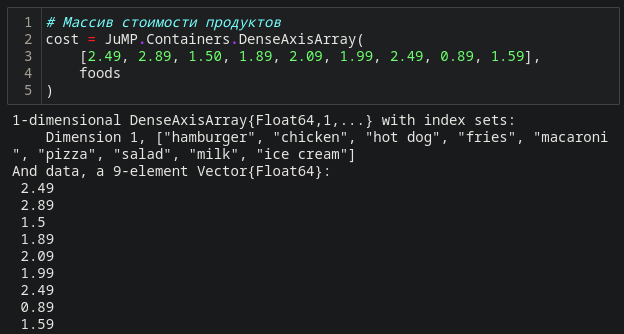 1 # Массив стоимости продуктов
2 cost = JuMP.Containers.DenseAxisArray(
3     [2.49, 2.89, 1.50, 1.89, 2.09, 1.99, 2.49, 0.89, 1.59],
4     foods
5 )
1-dimensional DenseAxisArray{Float64,1,...} with index sets:
    Dimension 1, ["hamburger", "chicken", "hot dog", "fries", "macaroni
", "pizza", "salad", "milk", "ice cream"]
And data, a 9-element Vector{Float64}:
 2.49
 2.89
 1.5
 1.89
 2.09
 1.99
 2.49
 0.89
 1.59